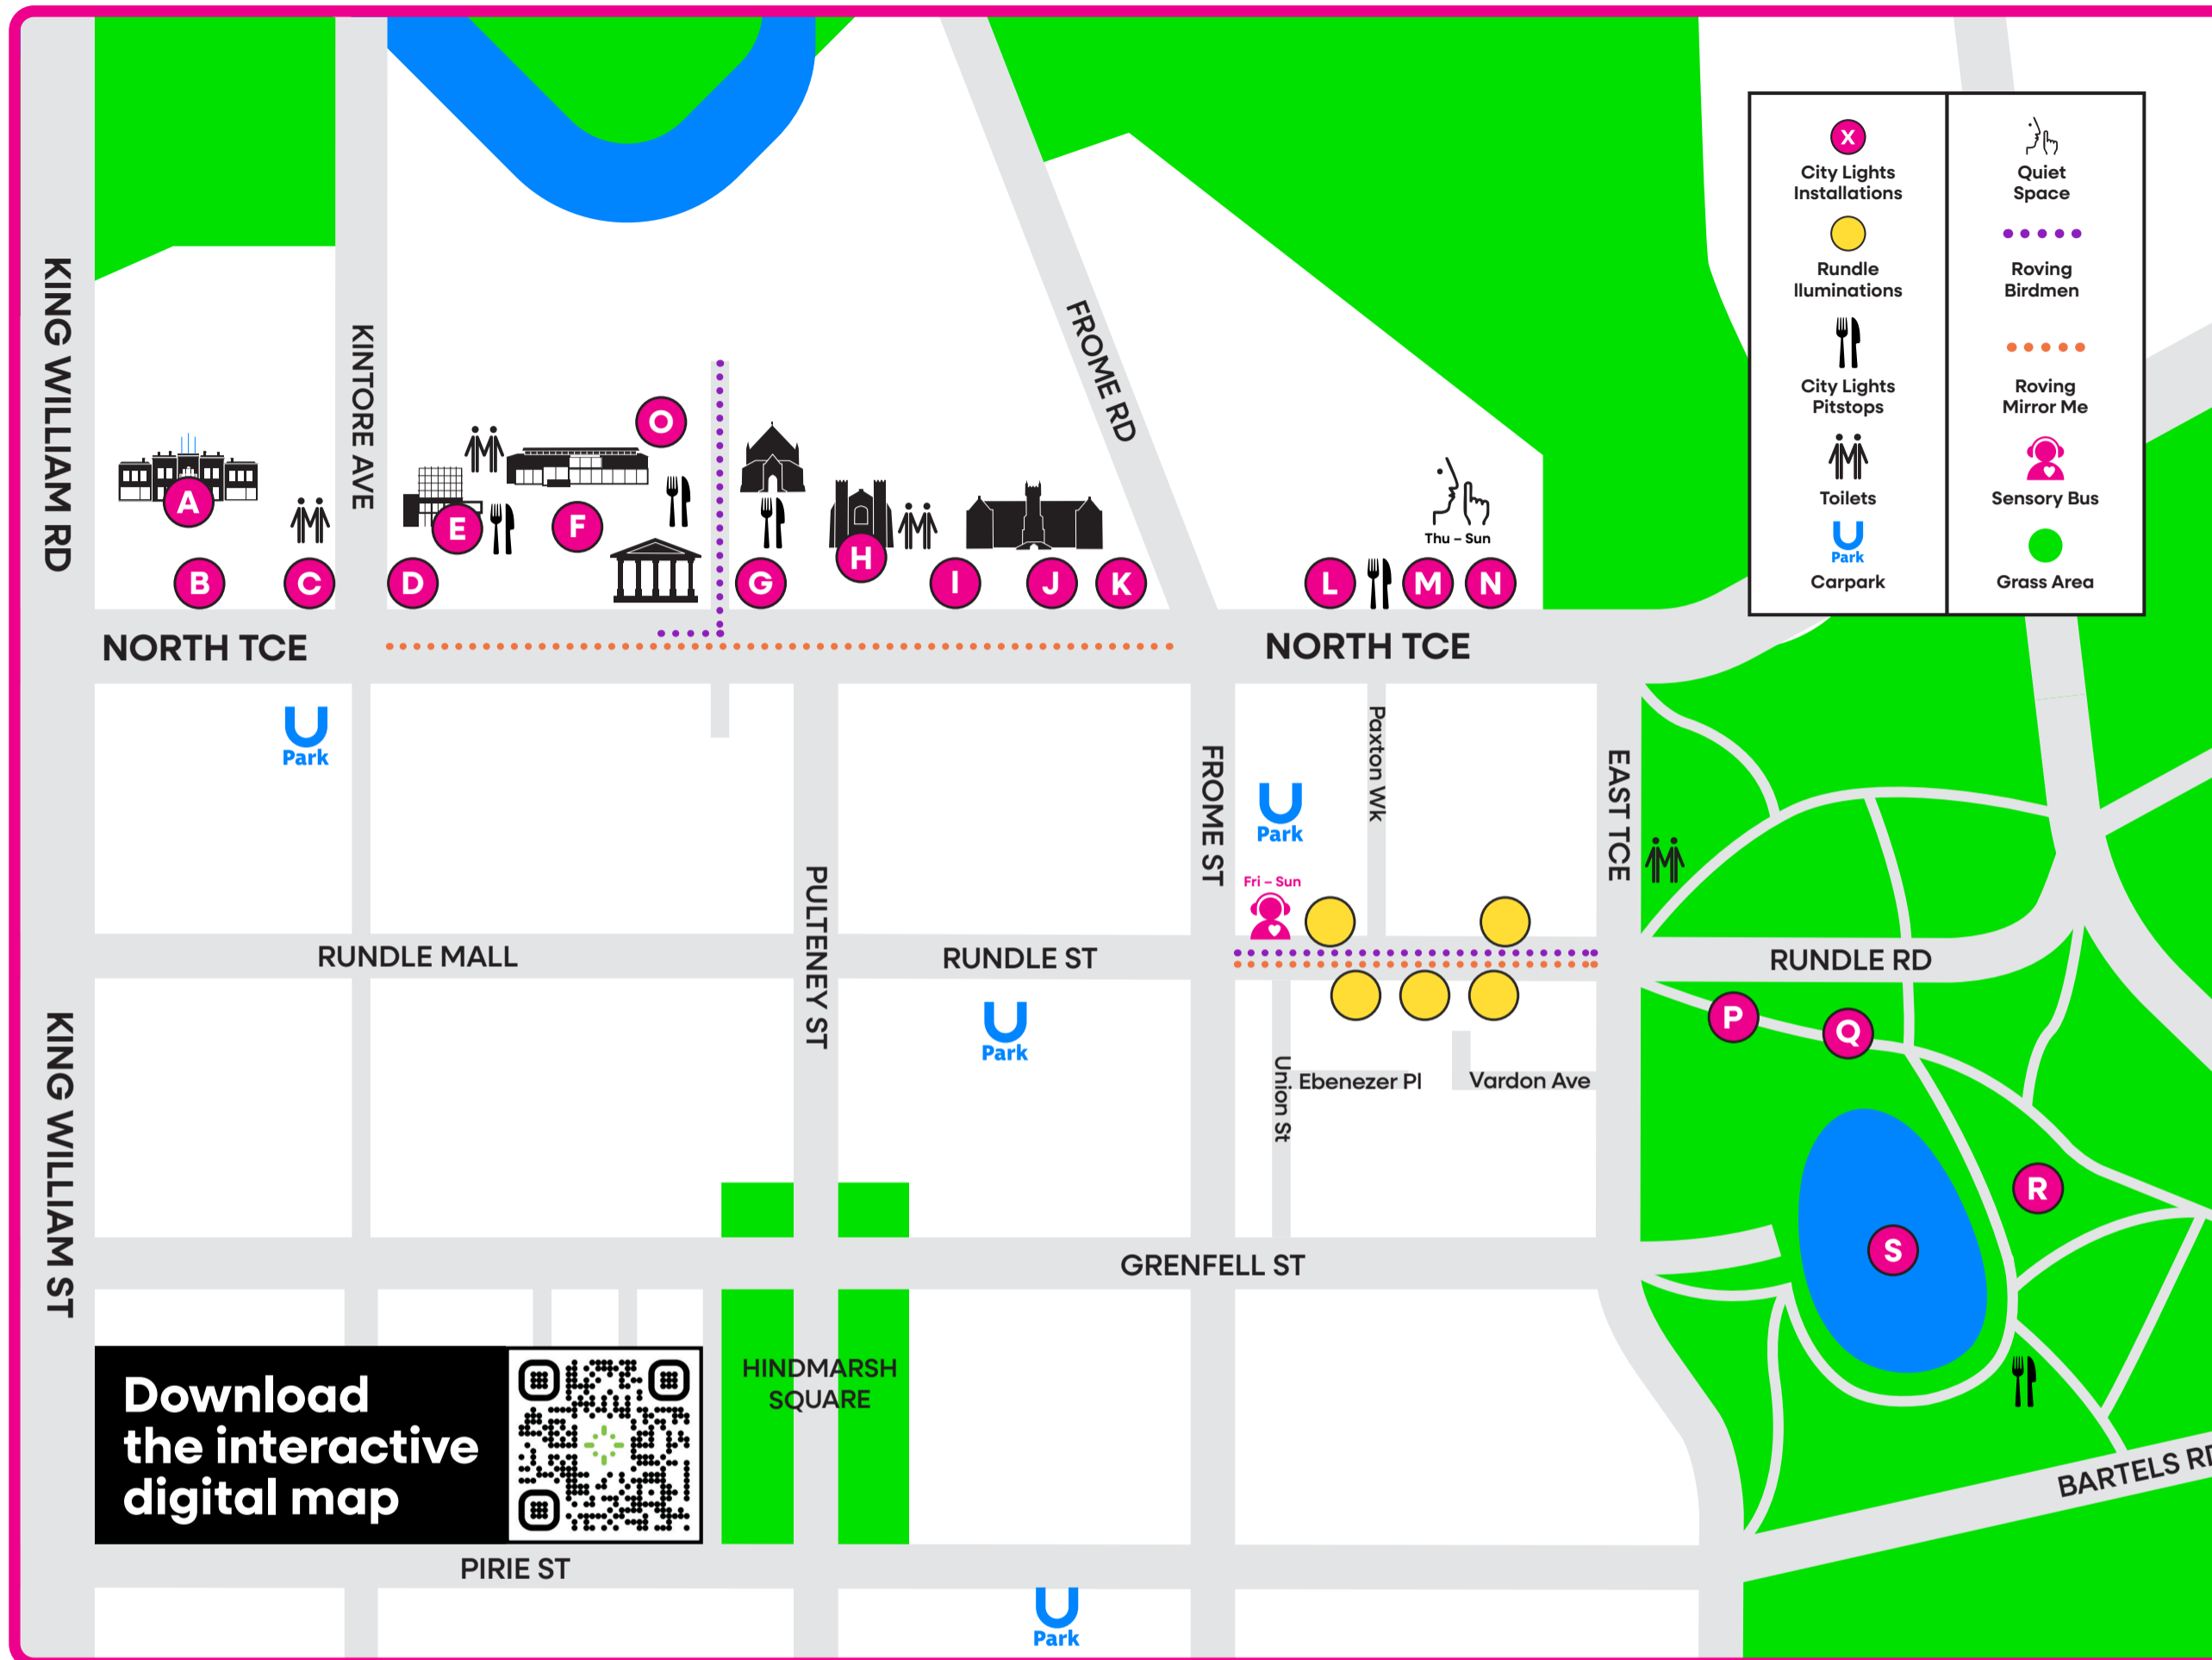 KING WILLIAM RD
KINTORE AVE
FROME RD
X
City Lights
Installations
Rundle
Iluminations
City Lights
Pitstops
Toilets
Park
Carpark
Quiet
Space
Roving
Birdmen
Roving
Mirror Me
Sensory Bus
Grass Area
O
A
E
F
H
Thu – Sun
B
C
D
G
I
J
K
L
M
N
NORTH TCE
NORTH TCE
Park
Paxton Wk
FROME ST
EAST TCE
Park
PULTENEY ST
Fri – Sun
RUNDLE MALL
RUNDLE ST
RUNDLE RD
P
Q
Park
KING WILLIAM ST
Union St
Ebenezer Pl
Vardon Ave
R
S
GRENFELL ST
HINDMARSH
SQUARE
Download
the interactive
digital map
BARTELS RD
PIRIE ST
Park